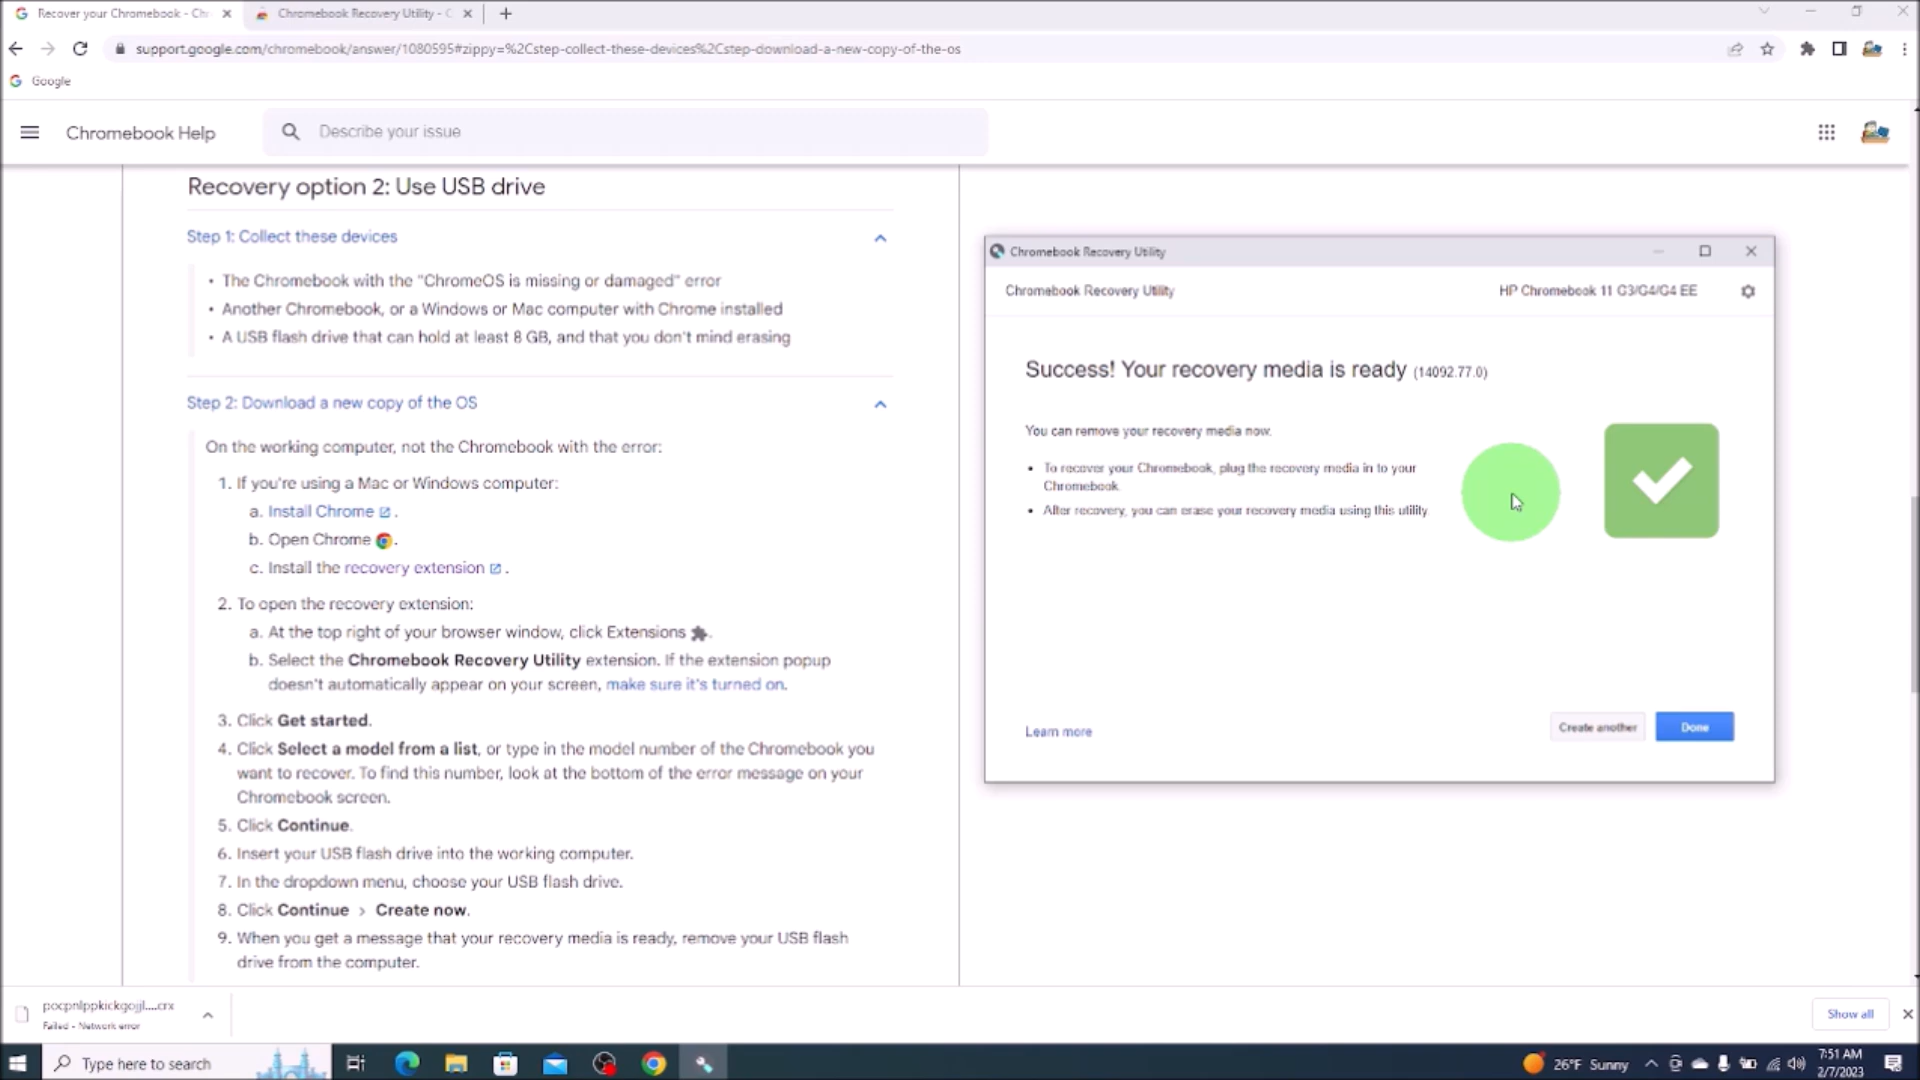 Recover your Chromebook - Chr
Chromebook Recovery Utility - C
support.google.com/chromebook/answer/1080595#zippy=%2Cstep-collect-these-devices%2Cstep-download-a-new-copy-of-the-os
Google
Chromebook Help
Describe your issue
Recovery option 2: Use USB drive
Step 1: Collect these devices
• The Chromebook with the "ChromeOS is missing or damaged" error
• Another Chromebook, or a Windows or Mac computer with Chrome installed
• A USB flash drive that can hold at least 8 GB, and that you don't mind erasing
Step 2: Download a new copy of the OS
On the working computer, not the Chromebook with the error:
1. If you're using a Mac or Windows computer:
a. Install Chrome.
b. Open Chrome.
c. Install the recovery extension.
2. To open the recovery extension:
a. At the top right of your browser window, click Extensions.
b. Select the Chromebook Recovery Utility extension. If the extension popup
doesn't automatically appear on your screen, make sure it's turned on.
3. Click Get started.
4. Click Select a model from a list, or type in the model number of the Chromebook you
want to recover. To find this number, look at the bottom of the error message on your
Chromebook screen.
5. Click Continue.
6. Insert your USB flash drive into the working computer.
7. In the dropdown menu, choose your USB flash drive.
8. Click Continue > Create now.
9. When you get a message that your recovery media is ready, remove your USB flash
drive from the computer.
Chromebook Recovery Utility
Chromebook Recovery Utility
HP Chromebook 11 G3/G4/G4 EE
Success! Your recovery media is ready (14092.77.0)
You can remove your recovery media now.
• To recover your Chromebook, plug the recovery media in to your
Chromebook.
• After recovery, you can erase your recovery media using this utility
Learn more
Create another
Done
Failed - Network error
Show all
Type here to search
26°F Sunny
7:51 AM
2/7/2023